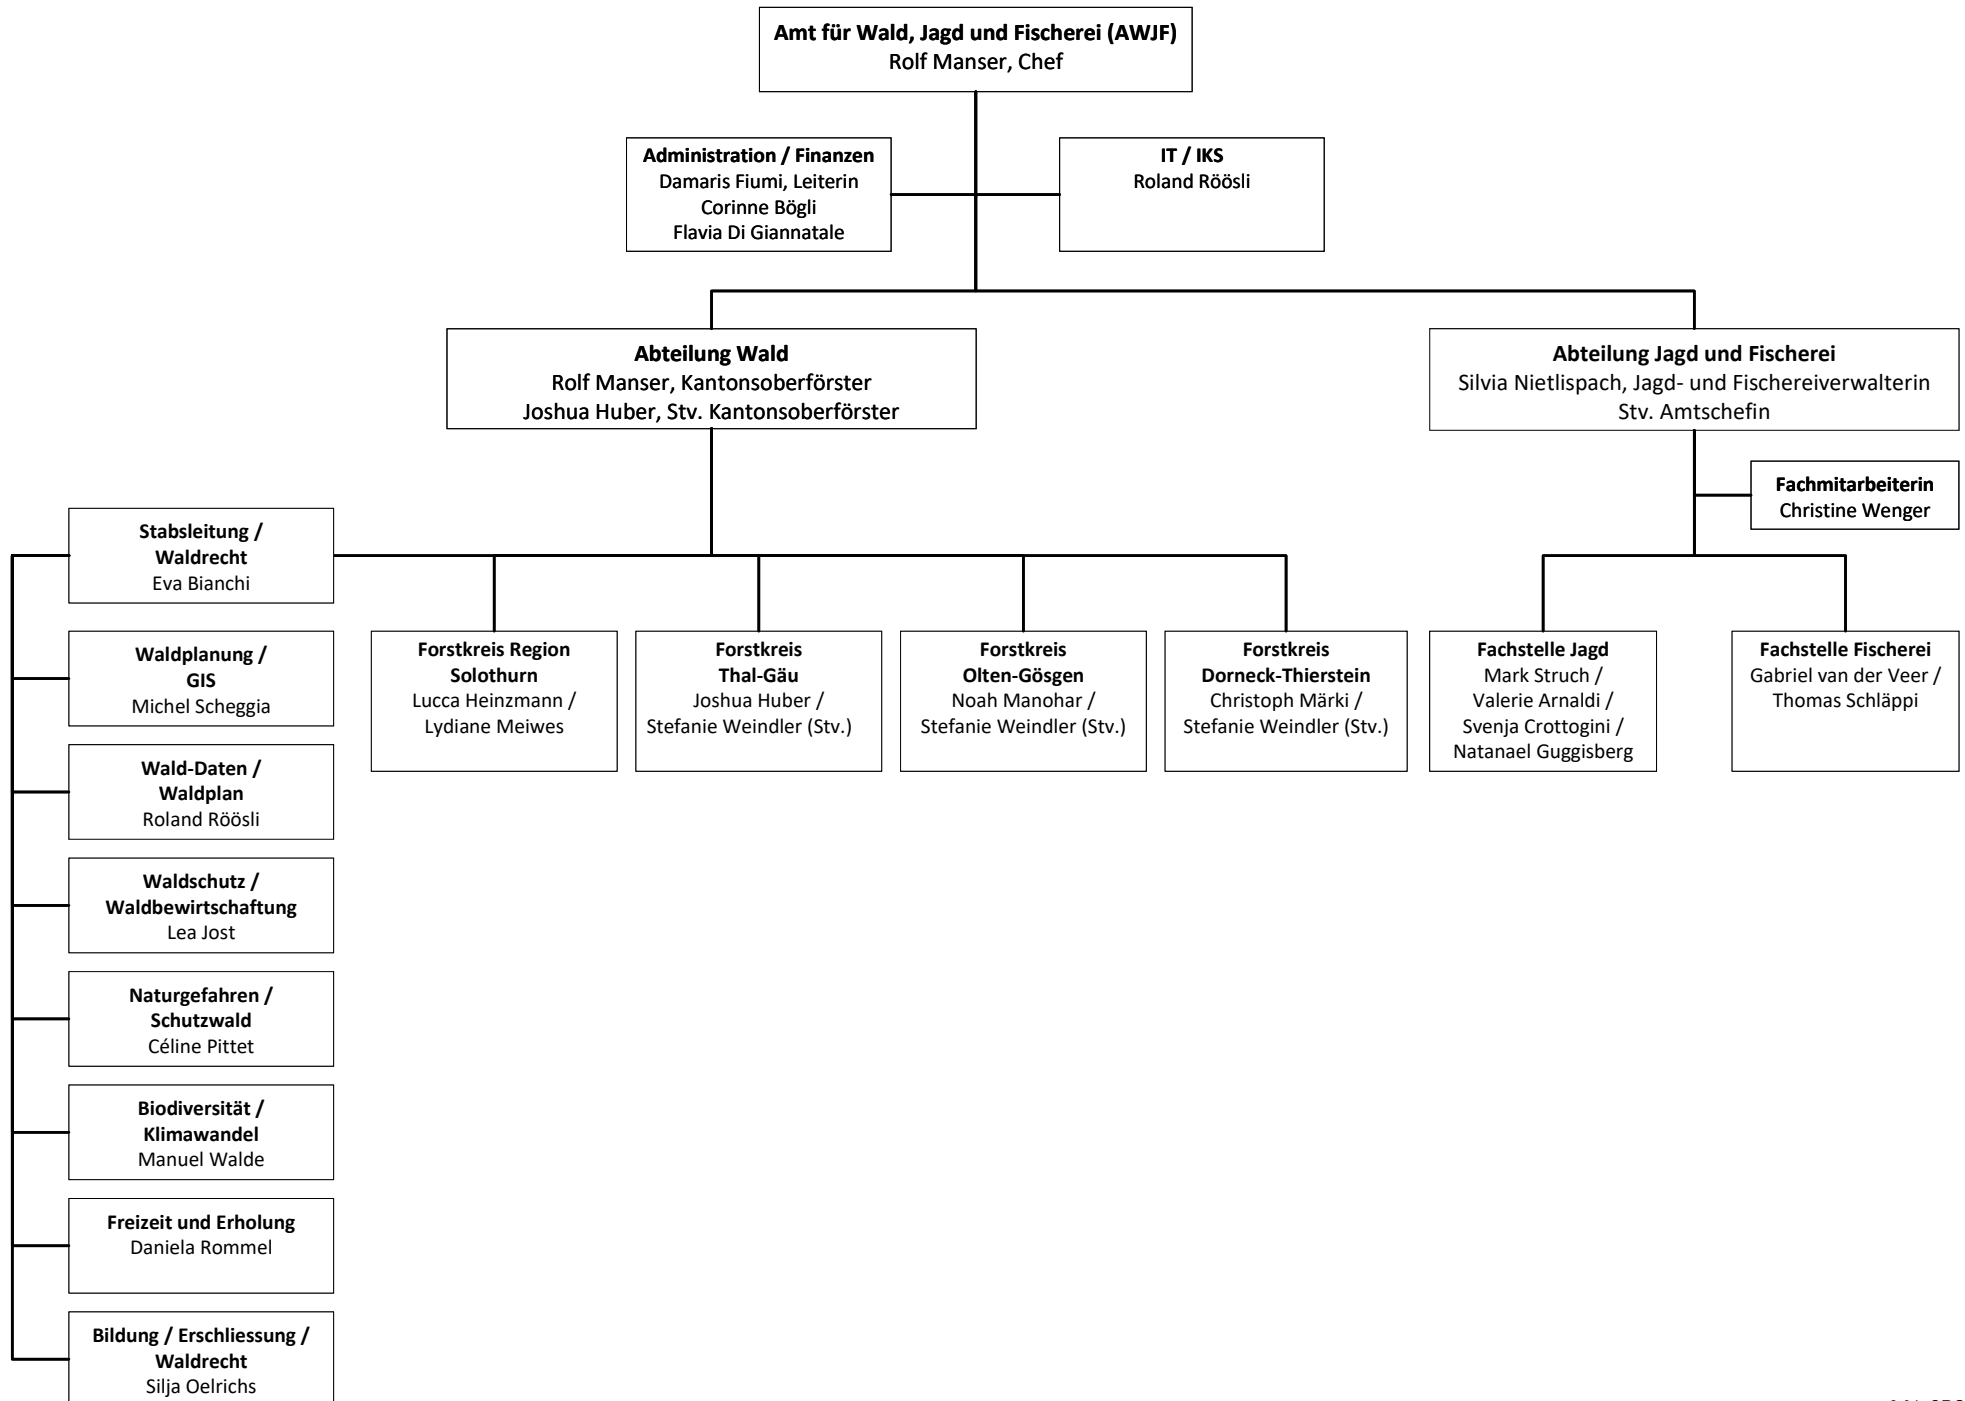 Amt für Wald, Jagd und Fischerei (AWJF)
Rolf Manser, Chef
Administration / Finanzen
Damaris Fiumi, Leiterin
Corinne Bögli
Flavia Di Giannatale
IT / IKS
Roland Röösli
Abteilung Wald
Rolf Manser, Kantonsoberförster
Joshua Huber, Stv. Kantonsoberförster
Abteilung Jagd und Fischerei
Silvia Nietlispach, Jagd- und Fischereiverwalterin
Stv. Amtschefin
Fachmitarbeiterin
Christine Wenger
Stabsleitung /
Waldrecht
Eva Bianchi
Waldplanung /
GIS
Michel Scheggia
Wald-Daten /
Waldplan
Roland Röösli
Waldschutz /
Waldbewirtschaftung
Lea Jost
Naturgefahren /
Schutzwald
Céline Pittet
Biodiversität /
Klimawandel
Manuel Walde
Freizeit und Erholung
Daniela Rommel
Bildung / Erschliessung /
Waldrecht
Silja Oelrichs
Forstkreis Region
Solothurn
Lucca Heinzmann /
Lydiane Meiwes
Forstkreis
Thal-Gäu
Joshua Huber /
Stefanie Weindler (Stv.)
Forstkreis
Olten-Gösgen
Noah Manohar /
Stefanie Weindler (Stv.)
Forstkreis
Dorneck-Thierstein
Christoph Märki /
Stefanie Weindler (Stv.)
Fachstelle Jagd
Mark Struch /
Valerie Arnaldi /
Svenja Crottogini /
Natanael Guggisberg
Fachstelle Fischerei
Gabriel van der Veer /
Thomas Schläppi